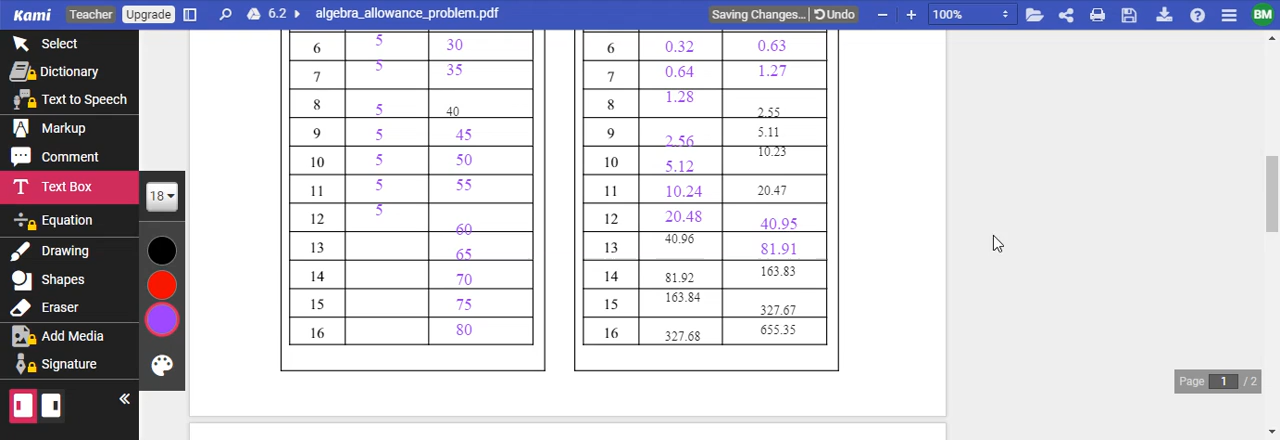 Kami Teacher Upgrade 6.2 algebra_allowance_problem.pdf Saving Changes... Undo 100% BM
Select
Dictionary
Text to Speech
Markup
Comment
Text Box
18
Equation
Drawing
Shapes
Eraser
Add Media
Signature
6 5 30
7 5 35
8 5 40
9 5 45
10 5 50
11 5 55
12 5 60
13 65
14 70
15 75
16 80
6 0.32 0.63
7 0.64 1.27
8 1.28 2.55
9 2.56 5.11
10 5.12 10.23
11 10.24 20.47
12 20.48 40.95
13 40.96 81.91
14 81.92 163.83
15 163.84 327.67
16 327.68 655.35
Page 1 / 2